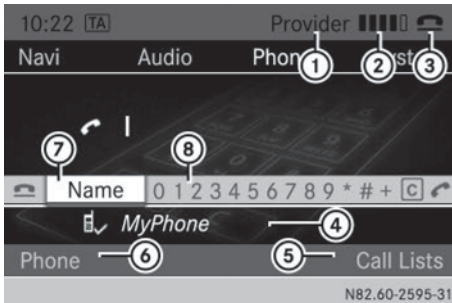 10:22 TA Provider
Navi Audio Phon yst
1 2 3
7 8
Name 0 1 2 3 4 5 6 7 8 9 * # + C
MyPhone 4
Phone 6 5 Call Lists
N82.60-2595-31